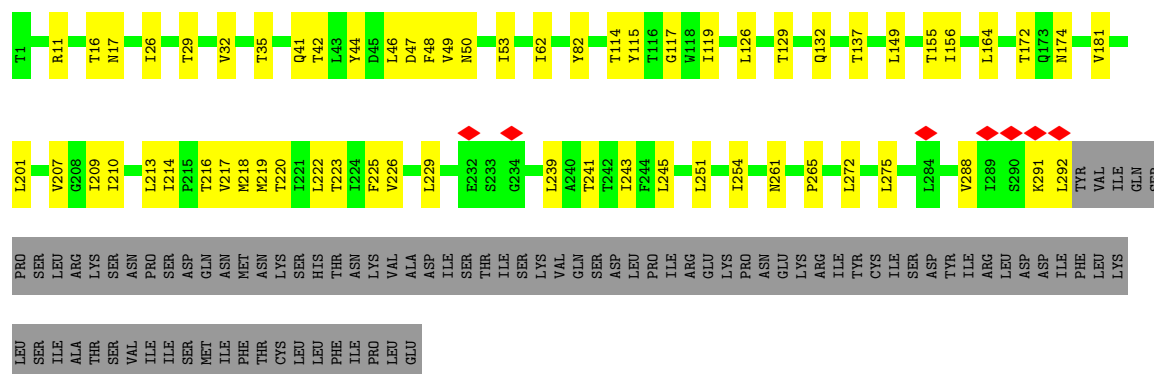 T1 R11 T16 N17 I26 T29 V32 T35 Q41 T42 L43 Y44 D45 L46 D47 F48 V49 N50 I53 I62 Y82 T114 Y115 T116 G117 W118 I119 L126 T129 Q132 T137 L149 T155 I156 L164 T172 Q173 N174 V181
L201 V207 G208 I209 I210 L213 I214 P215 T216 V217 M218 M219 T220 I221 L222 T223 I224 F225 V226 L229 E232 S233 G234 L239 A240 T241 T242 I243 F244 L245 L251 I254 N261 P265 L272 L275 L284 V288 I289 S290 K291 L292 TYR VAL ILE GLN SER
PRO SER LEU ARG LYS SER ASN PRO SER ASP GLN ASN MET ASN LYS SER HIS THR ASN LYS VAL ALA ASP ILE SER THR ILE SER LYS VAL GLN SER ASP LEU PRO ILE ARG GLU LYS PRO ASN GLU LYS ARG ILE TYR CYS ILE SER ASP TYR ILE ARG LEU ASP ASP ILE PHE LEU LYS
LEU SER ILE ALA THR SER VAL ILE ILE SER MET ILE PHE THR CYS LEU LEU PHE ILE PRO LEU GLU